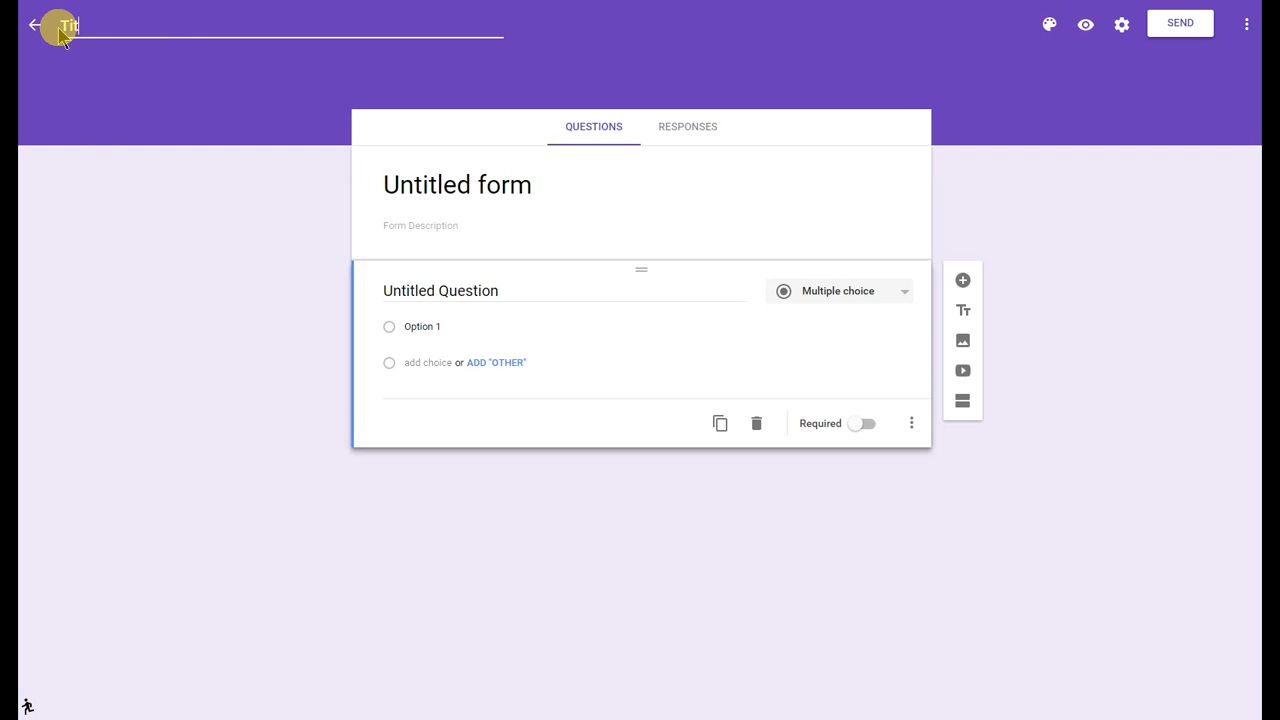 Tit
SEND
QUESTIONS RESPONSES
Untitled form
Form Description
Untitled Question
Multiple choice
Option 1
add choice or ADD "OTHER"
Required